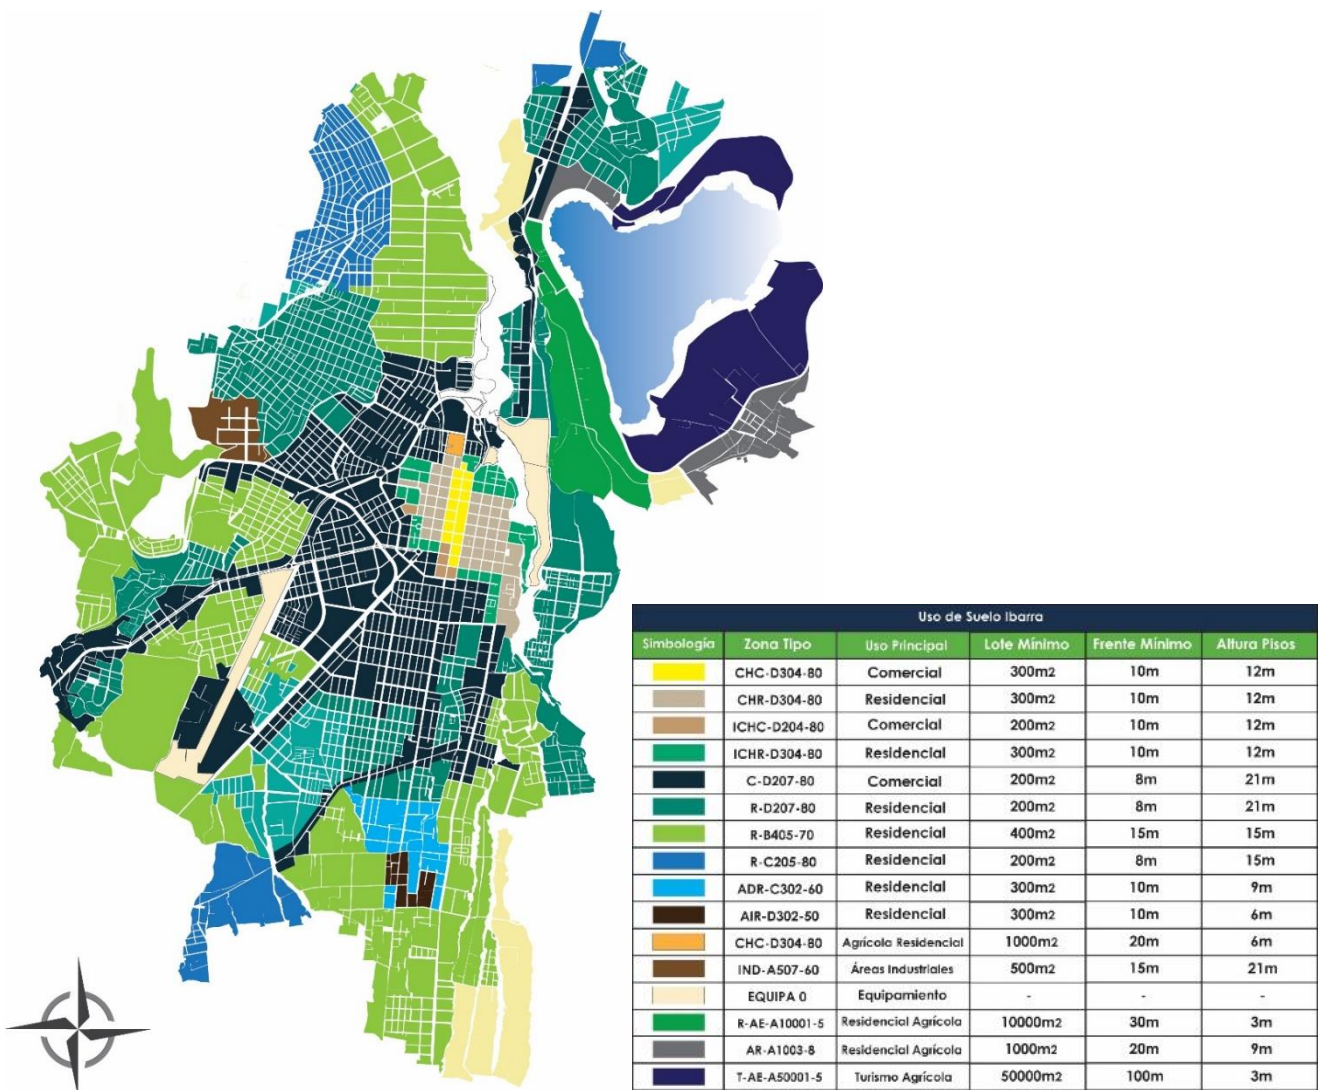 Uso de Suelo Ibarra
Simbología Zona Tipo Uso Principal Lote Mínimo Frente Mínimo Altura Pisos
CHC-D304-80 Comercial 300m2 10m 12m
CHR-D304-80 Residencial 300m2 10m 12m
ICHC-D204-80 Comercial 200m2 10m 12m
ICHR-D304-80 Residencial 300m2 10m 12m
C-D207-80 Comercial 200m2 8m 21m
R-D207-80 Residencial 200m2 8m 21m
R-B405-70 Residencial 400m2 15m 15m
R-C205-80 Residencial 200m2 8m 15m
ADR-C302-60 Residencial 300m2 10m 9m
AIR-D302-50 Residencial 300m2 10m 6m
CHC-D304-80 Agrícola Residencial 1000m2 20m 6m
IND-A507-60 Áreas Industriales 500m2 15m 21m
EQUIPA 0 Equipamiento - - -
R-AE-A10001-5 Residencial Agrícola 10000m2 30m 3m
AR-A1003-8 Residencial Agrícola 1000m2 20m 9m
T-AE-A50001-5 Turismo Agrícola 50000m2 100m 3m